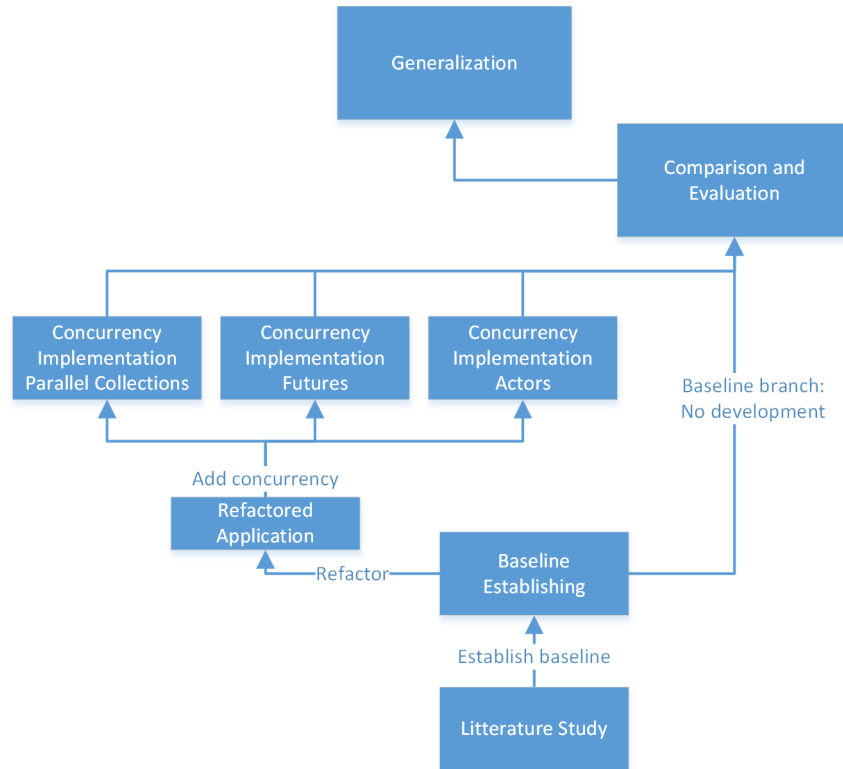 Generalization
Comparison and
Evaluation
Concurrency
Implementation
Parallel Collections
Concurrency
Implementation
Futures
Concurrency
Implementation
Actors
Baseline branch:
No development
Add concurrency
Refactored
Application
Refactor
Baseline
Establishing
Establish baseline
Litterature Study